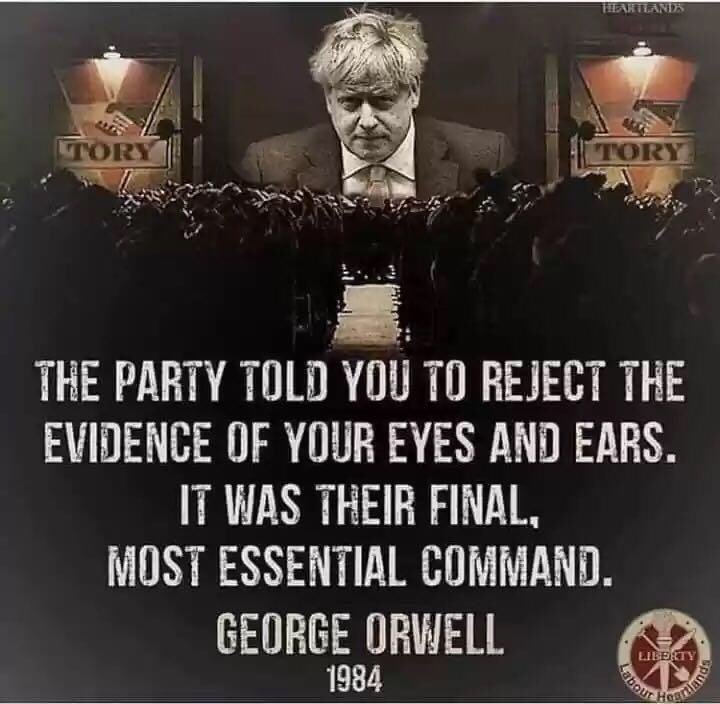 HEARTLANDS
TORY
TORY
THE PARTY TOLD YOU TO REJECT THE
EVIDENCE OF YOUR EYES AND EARS.
IT WAS THEIR FINAL,
MOST ESSENTIAL COMMAND.
GEORGE ORWELL
1984
LIBERTY
Labour Heartlands